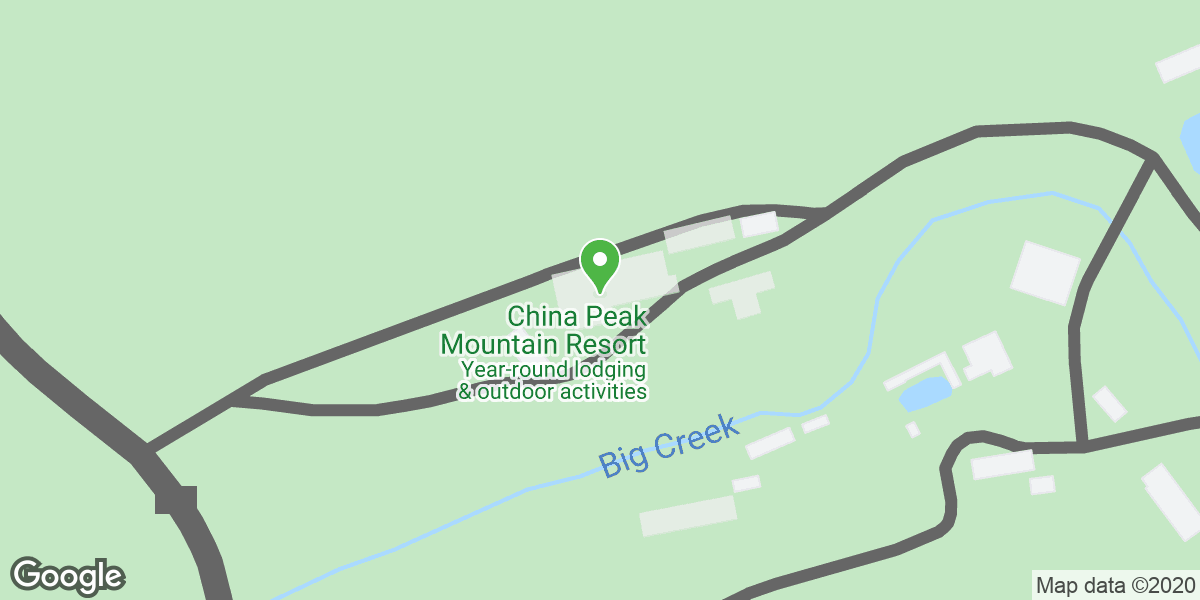 China Peak
Mountain Resort
Year-round lodging
& outdoor activities
Big Creek
Google
Map data ©2020